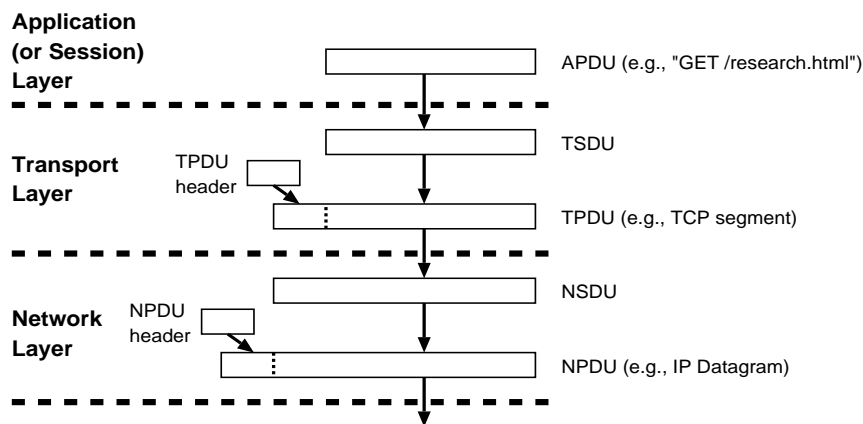 Application
(or Session)
Layer
APDU (e.g., "GET /research.html")
TSDU
Transport
Layer
TPDU
header
TPDU (e.g., TCP segment)
NSDU
Network
Layer
NPDU
header
NPDU (e.g., IP Datagram)